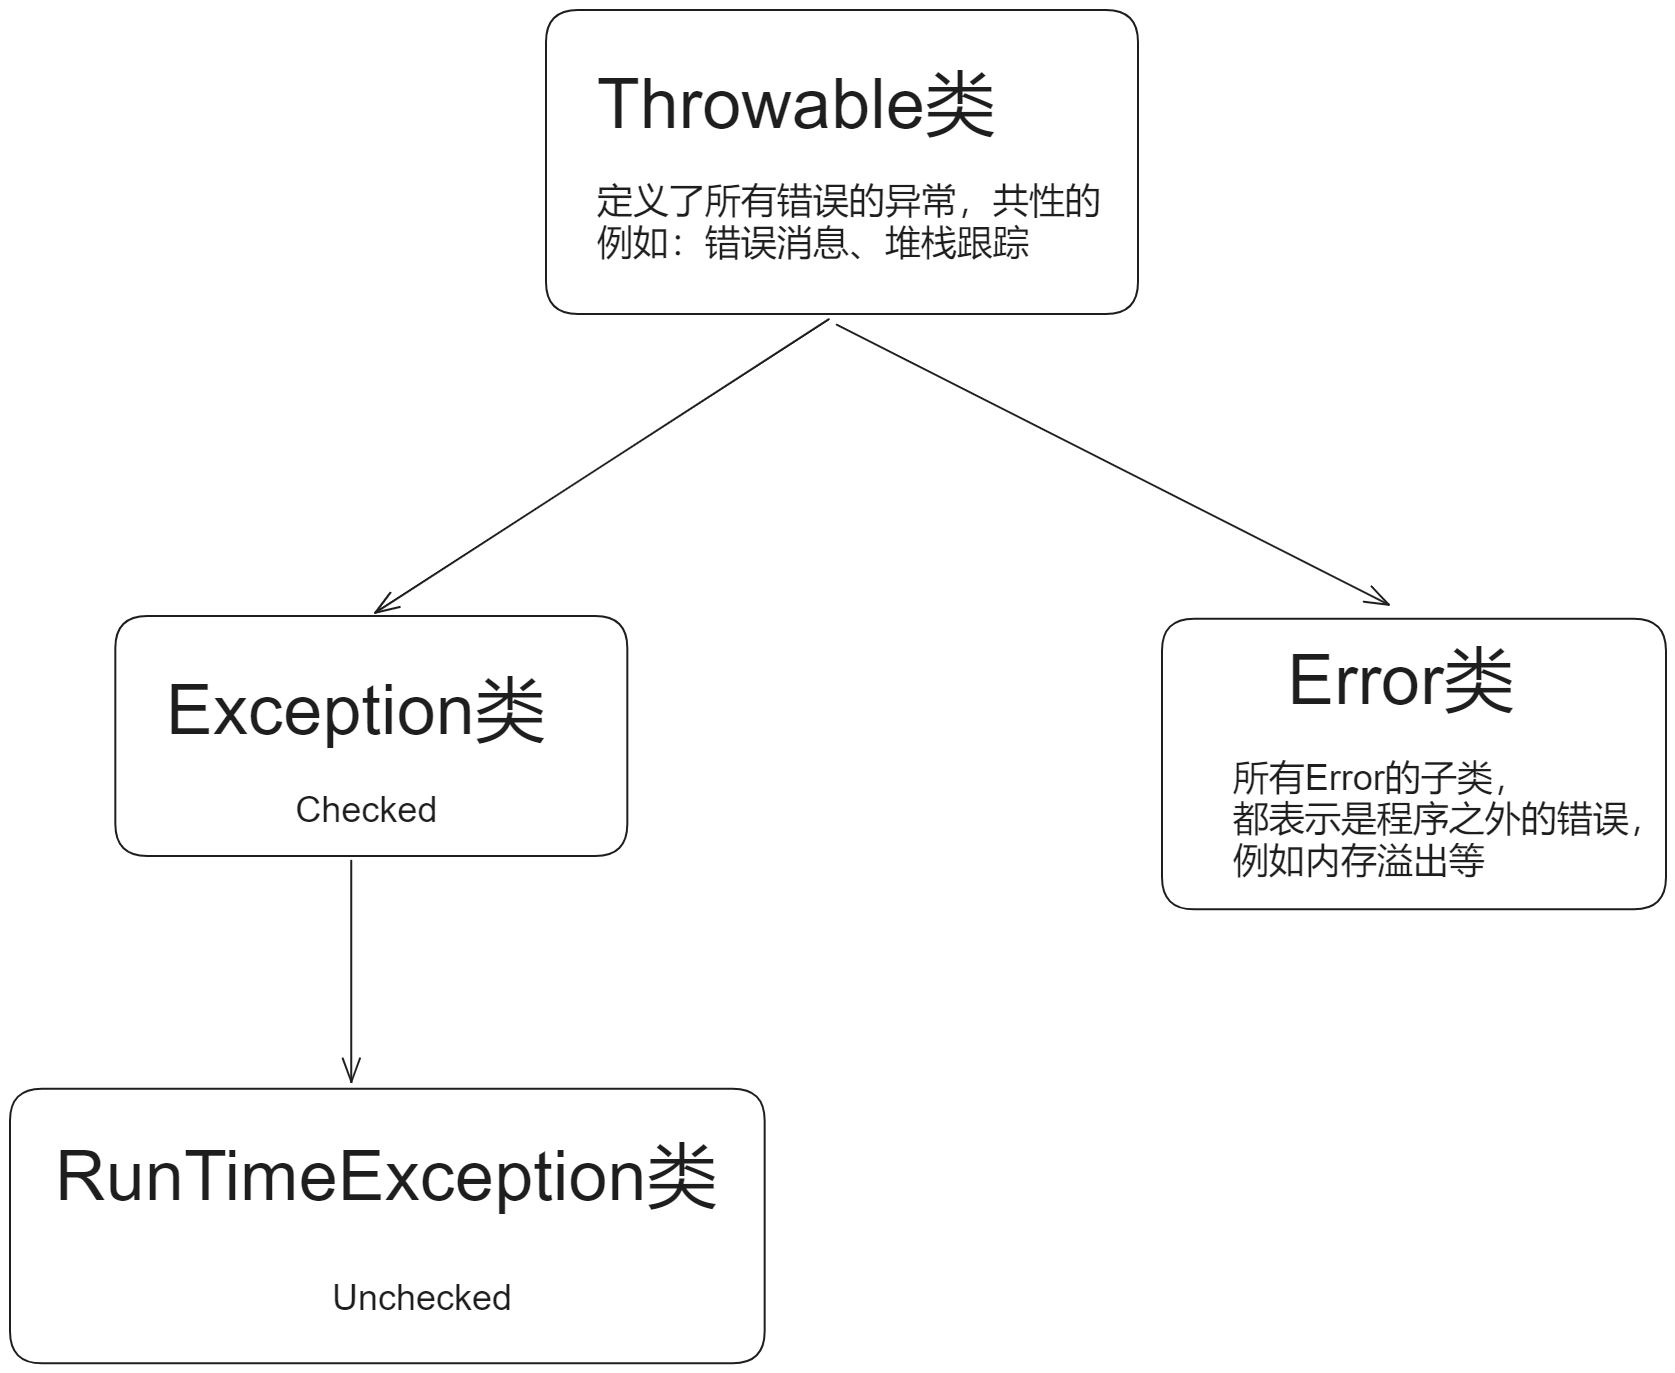 Throwable类
定义了所有错误的异常，共性的
例如：错误消息、堆栈跟踪
Exception类
Checked
Error类
所有Error的子类，
都表示是程序之外的错误，
例如内存溢出等
RunTimeException类
Unchecked